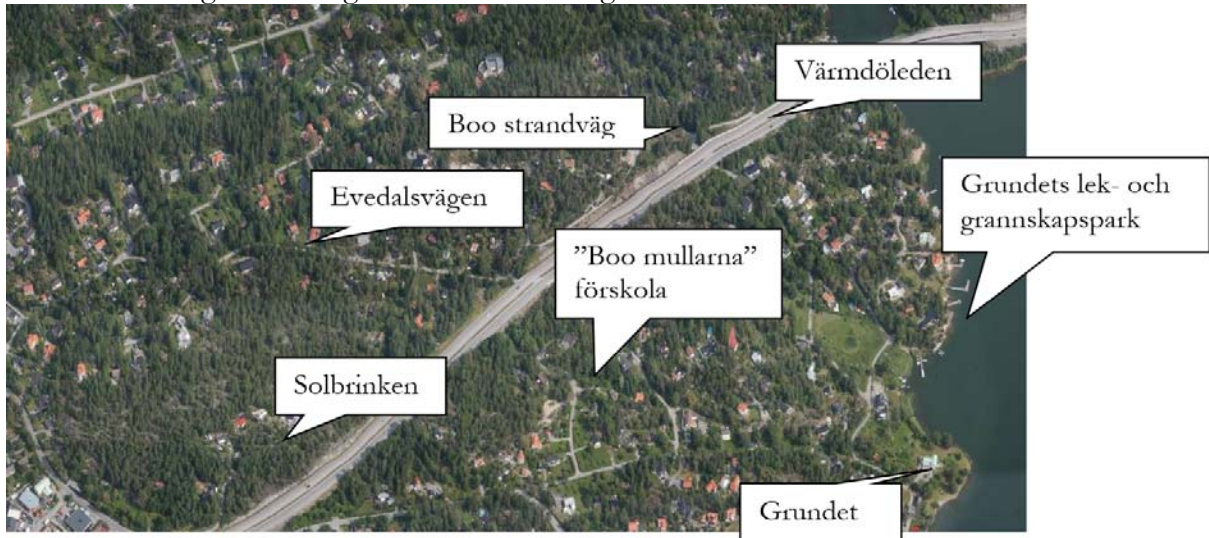 Värmdöleden
Boo strandväg
Grundets lek- och
grannskapspark
Evedalsvägen
”Boo mullarna”
förskola
Solbrinken
Grundet